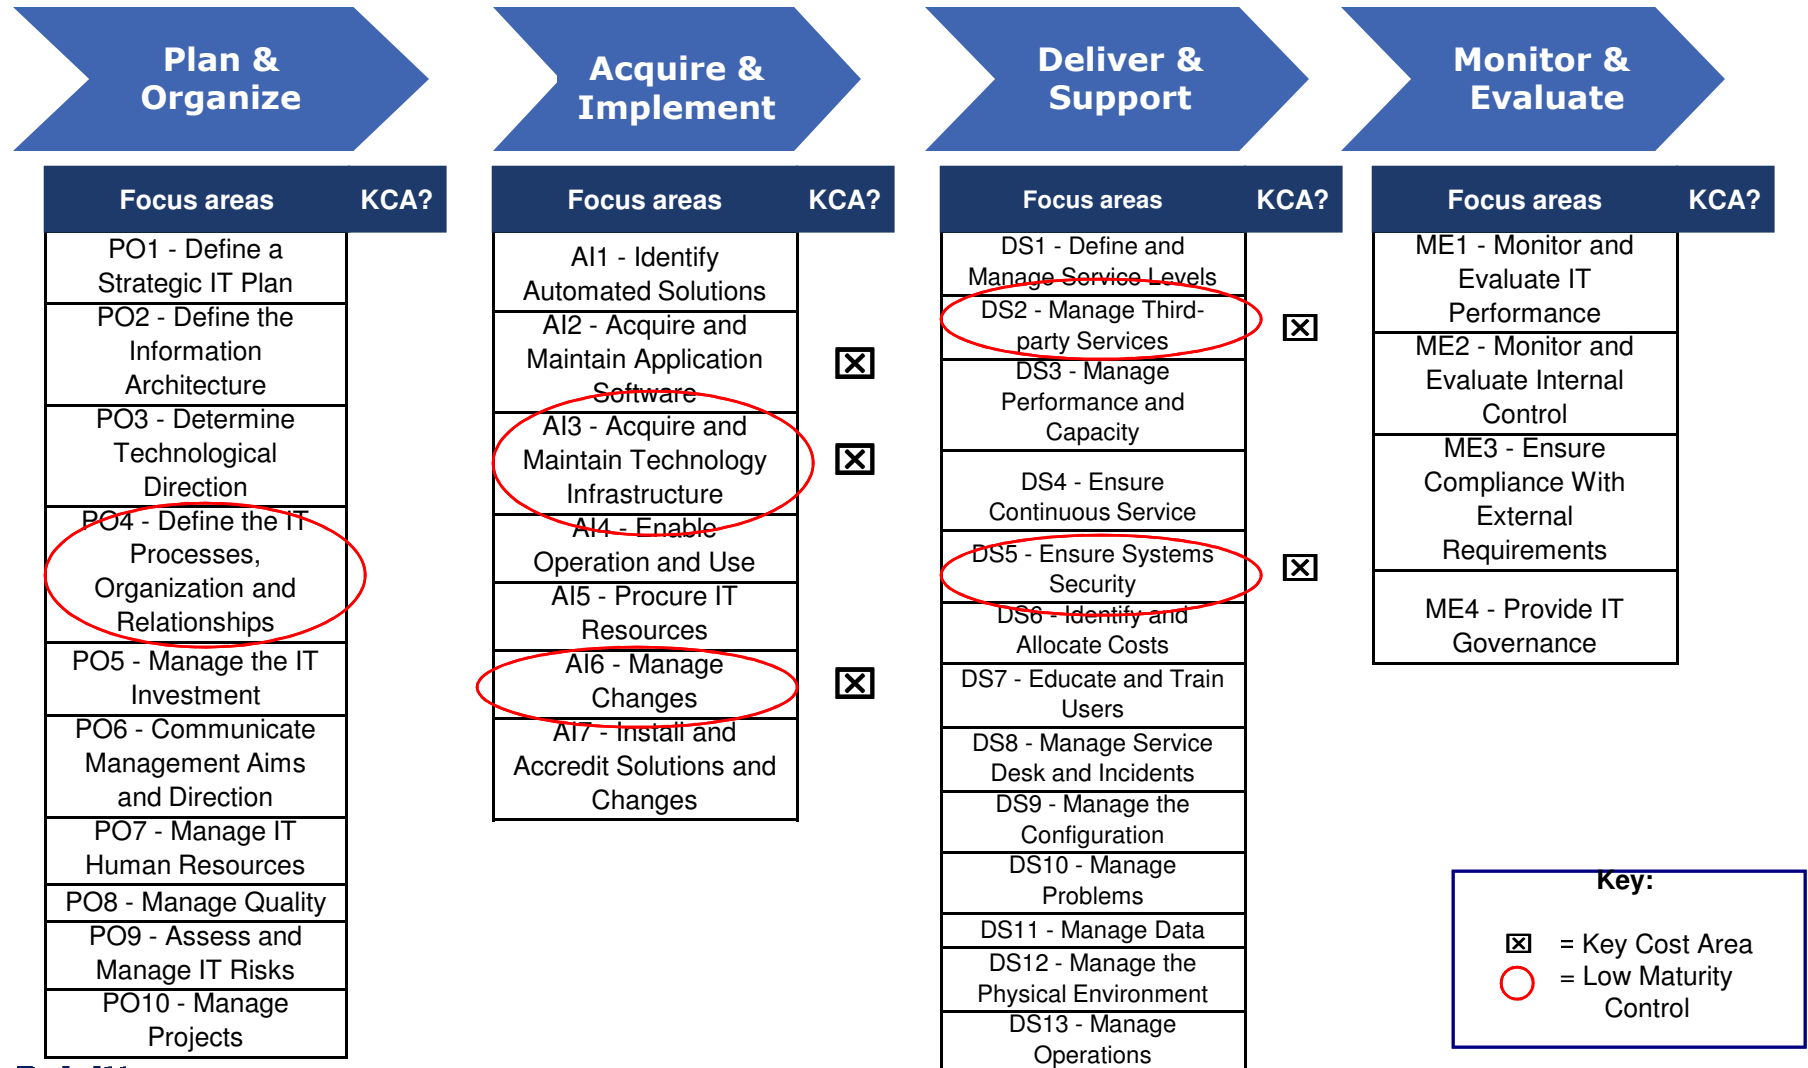 Plan &
Organize
Acquire &
Implement
Deliver &
Support
Monitor &
Evaluate
Focus areas KCA?
PO1 - Define a
Strategic IT Plan
PO2 - Define the
Information
Architecture
PO3 - Determine
Technological
Direction
PO4 - Define the IT
Processes,
Organization and
Relationships
PO5 - Manage the IT
Investment
PO6 - Communicate
Management Aims
and Direction
PO7 - Manage IT
Human Resources
PO8 - Manage Quality
PO9 - Assess and
Manage IT Risks
PO10 - Manage
Projects
Focus areas KCA?
AI1 - Identify
Automated Solutions
AI2 - Acquire and
Maintain Application
Software
AI3 - Acquire and
Maintain Technology
Infrastructure
AI4 - Enable
Operation and Use
AI5 - Procure IT
Resources
AI6 - Manage
Changes
AI7 - Install and
Accredit Solutions and
Changes
Focus areas KCA?
DS1 - Define and
Manage Service Levels
DS2 - Manage Third-
party Services
DS3 - Manage
Performance and
Capacity
DS4 - Ensure
Continuous Service
DS5 - Ensure Systems
Security
DS6 - Identify and
Allocate Costs
DS7 - Educate and Train
Users
DS8 - Manage Service
Desk and Incidents
DS9 - Manage the
Configuration
DS10 - Manage
Problems
DS11 - Manage Data
DS12 - Manage the
Physical Environment
DS13 - Manage
Operations
Focus areas KCA?
ME1 - Monitor and
Evaluate IT
Performance
ME2 - Monitor and
Evaluate Internal
Control
ME3 - Ensure
Compliance With
External
Requirements
ME4 - Provide IT
Governance
Key:
= Key Cost Area
= Low Maturity
Control